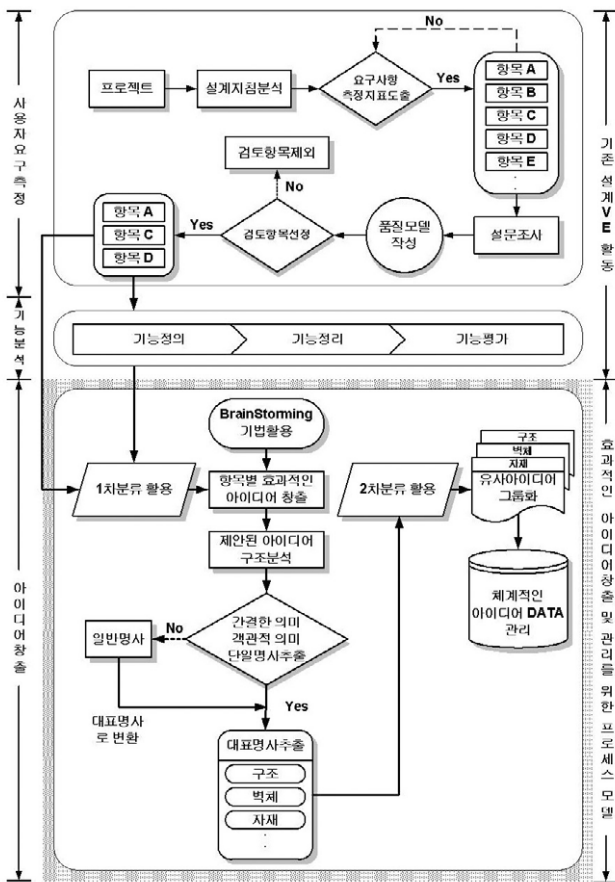 사용자요구측정
No
프로젝트
설계지침분석
요구사항
측정지표도출
Yes
항목 A
항목 B
항목 C
항목 D
항목 E
:
검토항목제외
No
항목 A
항목 C
항목 D
Yes
검토항목선정
품질모델
작성
설문조사
기존 설계VE 활동
기능분석
기능정의
기능정리
기능평가
아이디어창출
BrainStorming
기법활용
1차분류 활용
항목별 효과적인
아이디어 창출
2차분류 활용
구조
벽체
자재
유사아이디어
그룹화
제안된 아이디어
구조분석
체계적인
아이디어 DATA
관리
일반명사
No
간결한 의미
객관적 의미
단일명사추출
Yes
대표명사
로 변환
대표명사추출
구조
벽체
자재
:
효과적인 아이디어창출 및 관리를 위한 프로세스 모델